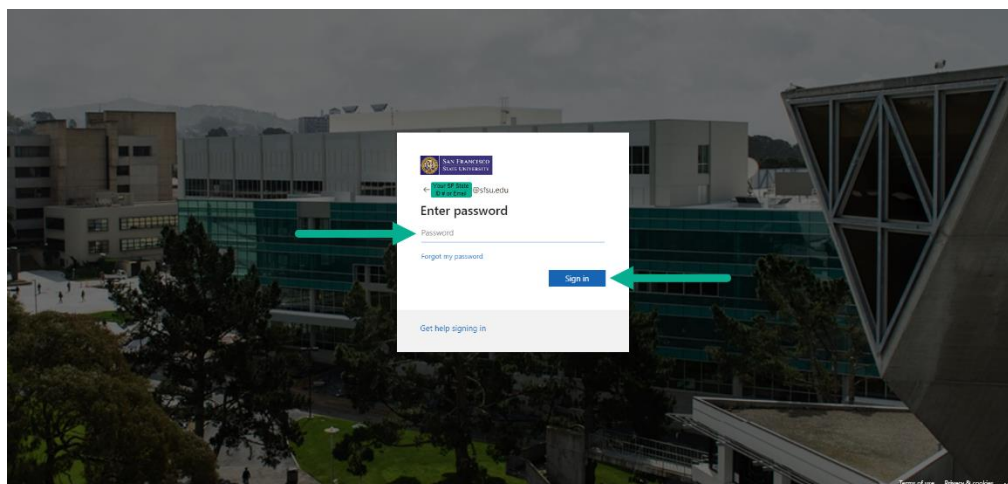 SAN FRANCISCO
STATE UNIVERSITY
← Your SF State
ID # or Email @sfsu.edu
Enter password
Password
Forgot my password
Sign in
Get help signing in
Terms of use Privacy & cookies